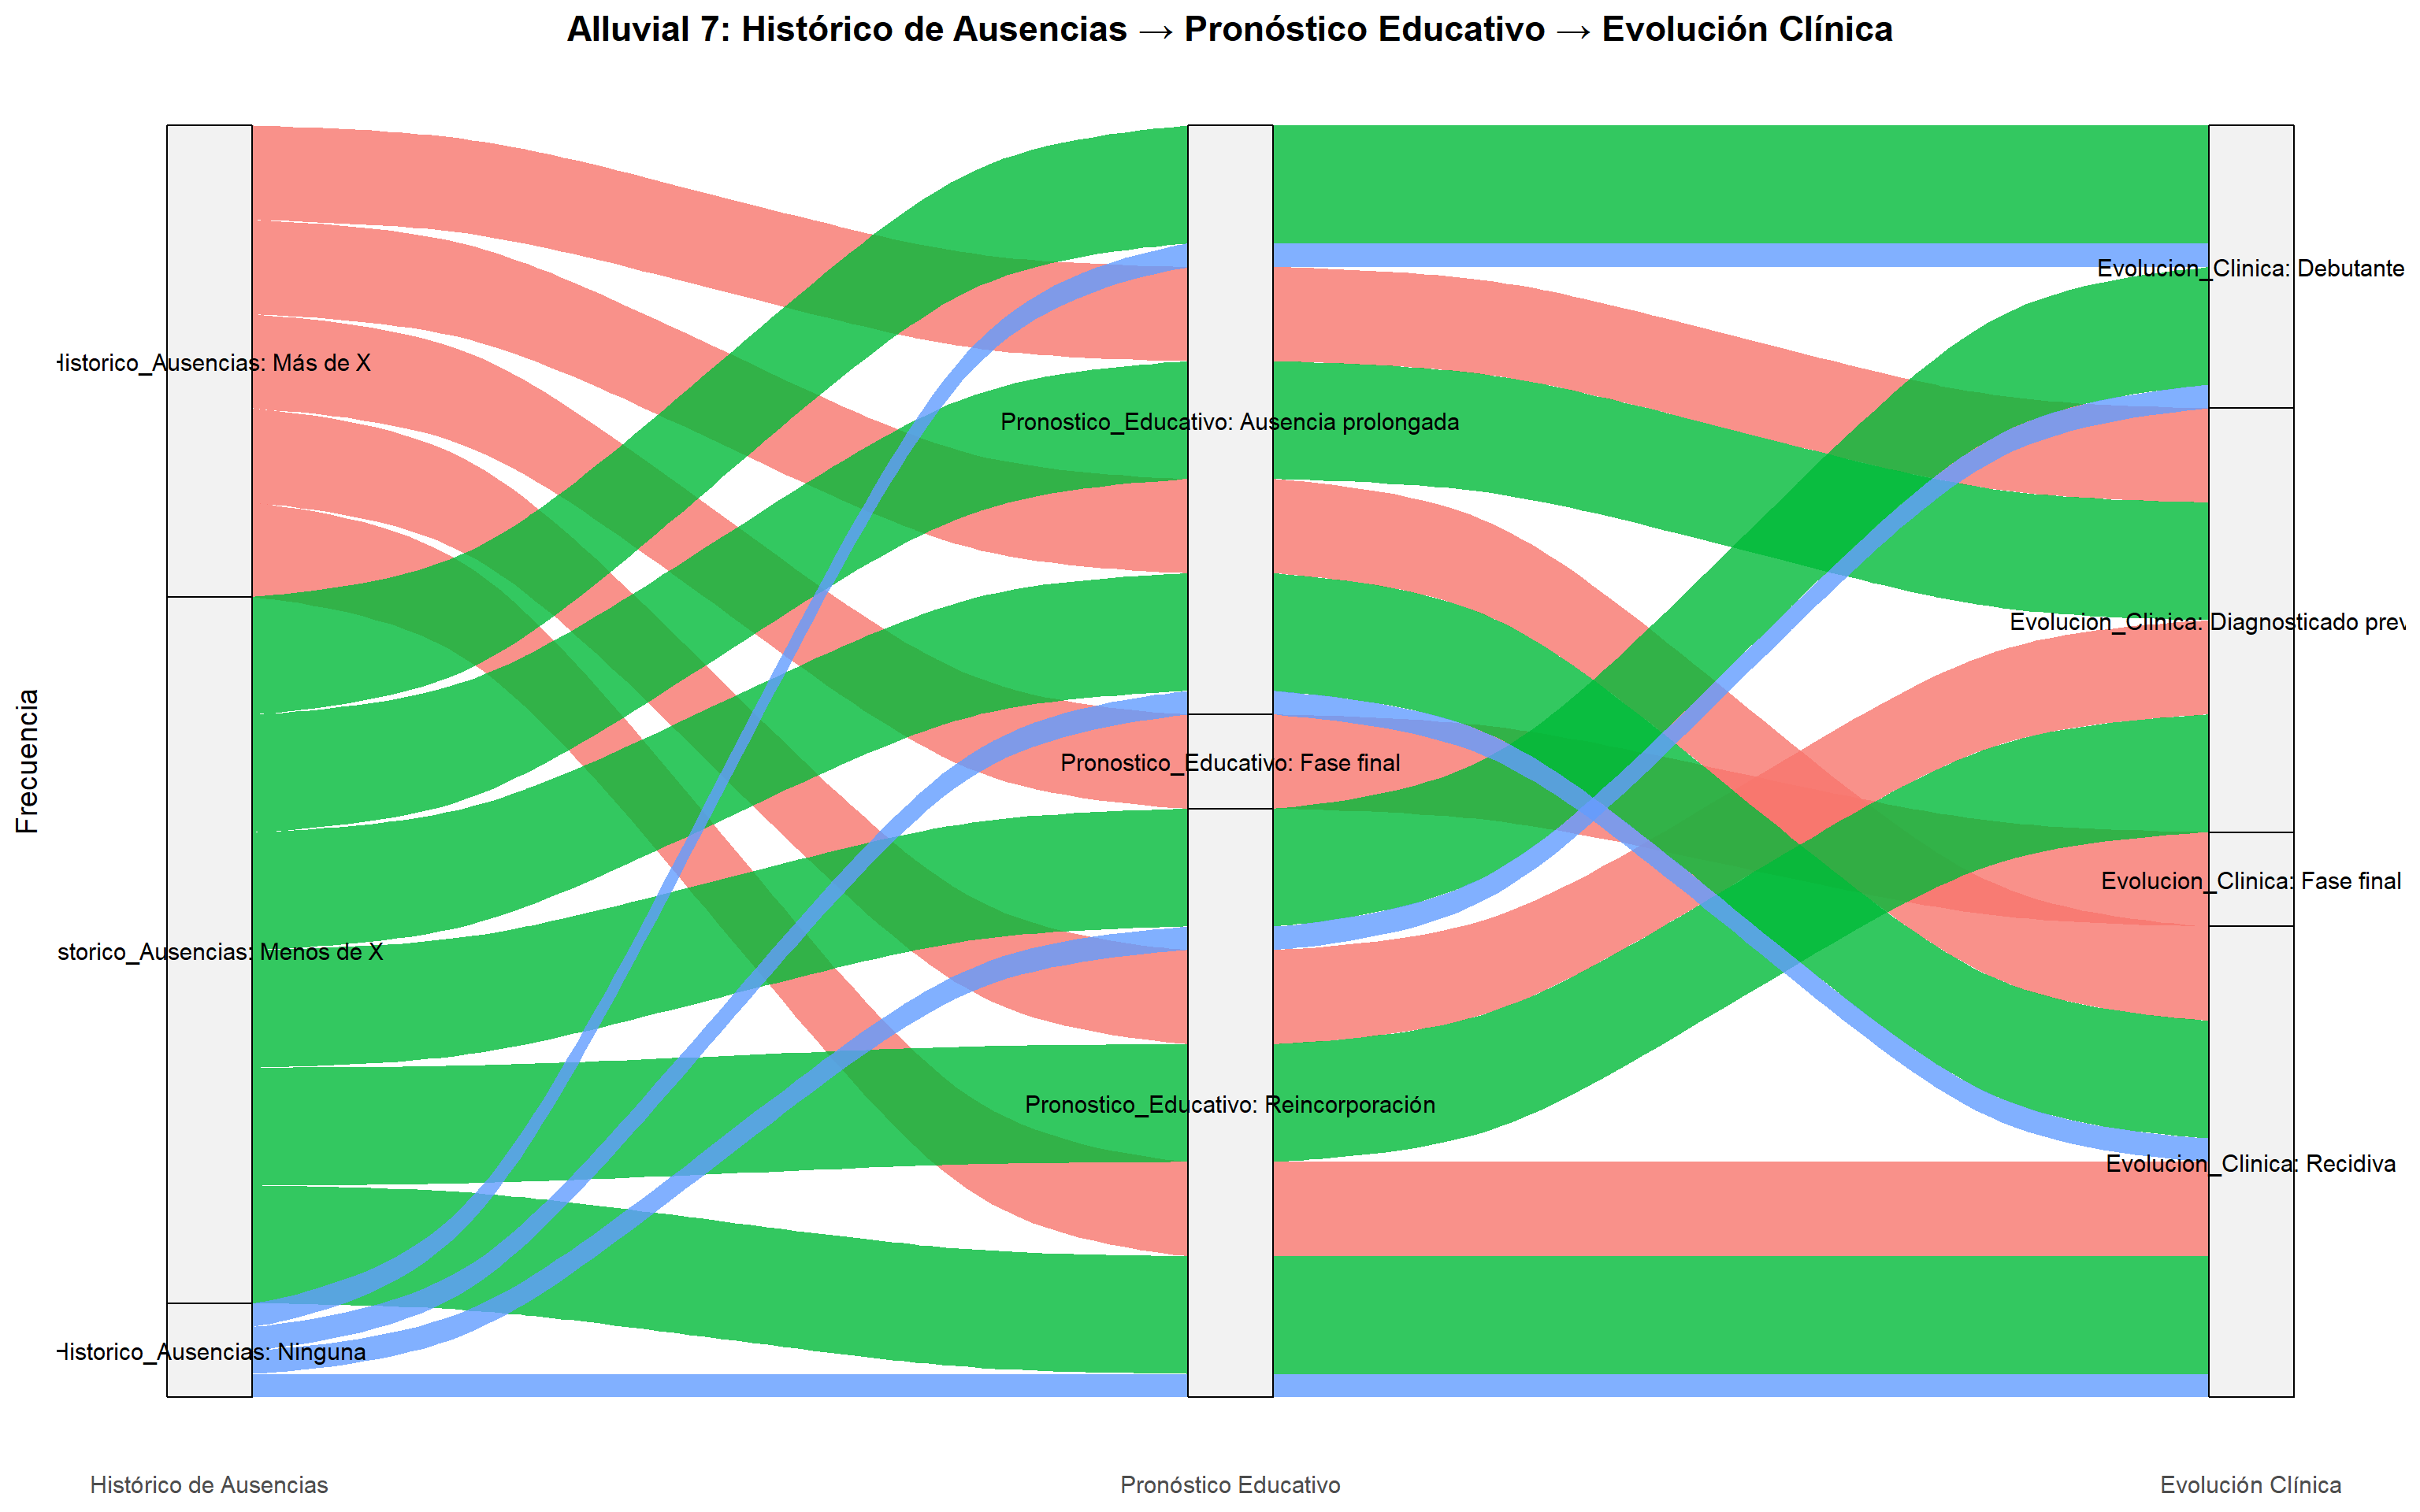 Alluvial 7: Histórico de Ausencias → Pronóstico Educativo → Evolución Clínica
Frecuencia
Historico_Ausencias: Más de X
storico_Ausencias: Menos de X
Historico_Ausencias: Ninguna
Pronostico_Educativo: Ausencia prolongada
Pronostico_Educativo: Fase final
Pronostico_Educativo: Reincorporación
Evolucion_Clinica: Debutante
Evolucion_Clinica: Diagnosticado prev
Evolucion_Clinica: Fase final
Evolucion_Clinica: Recidiva
Histórico de Ausencias
Pronóstico Educativo
Evolución Clínica